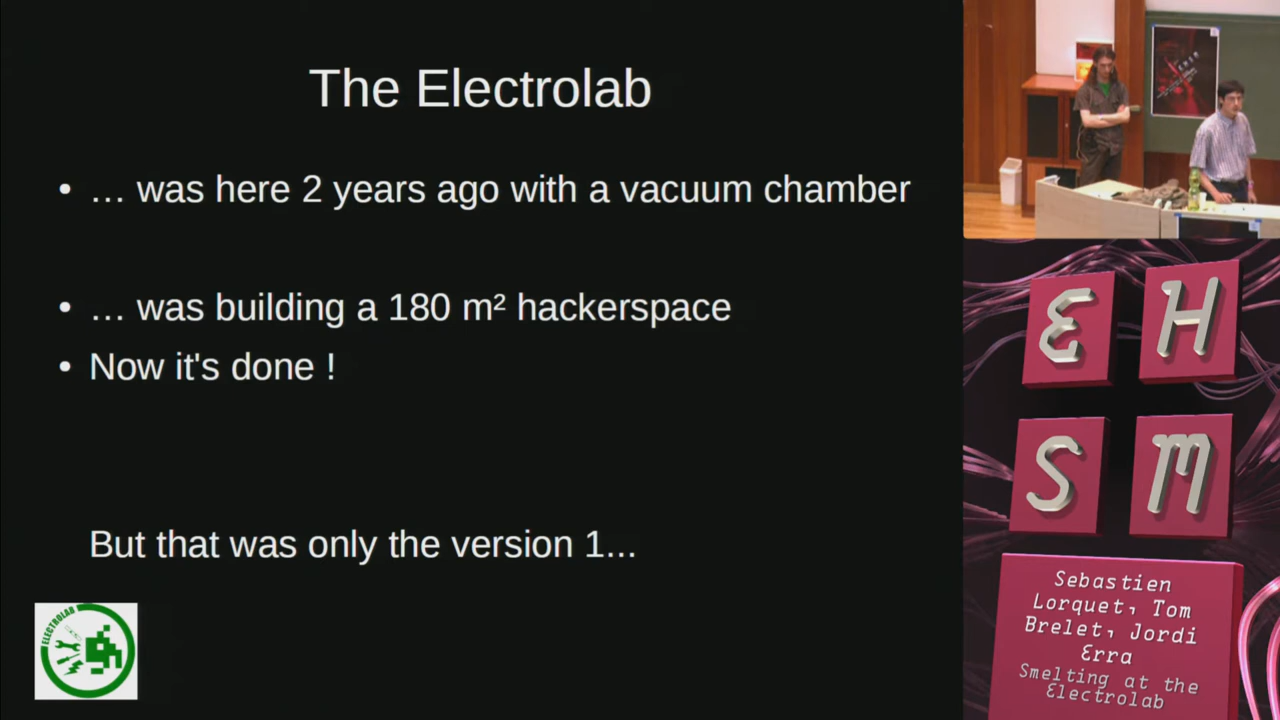 The Electrolab
• … was here 2 years ago with a vacuum chamber
• … was building a 180 m² hackerspace
• Now it's done !
But that was only the version 1...
ELECTROLAB
E H
S M
Sebastien
Lorquet, Tom
Brelet, Jordi
Erra
Smelting at the
Electrolab